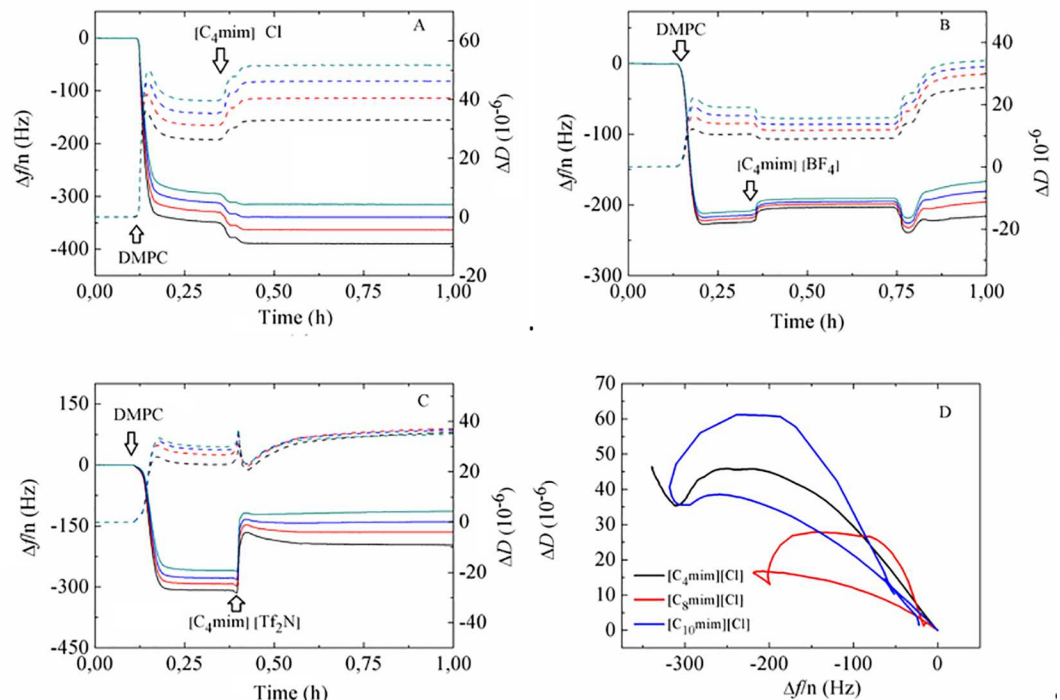 A
[C4mim] Cl
0
-100
-200
-300
-400
Δf/n (Hz)
60
40
20
0
-20
ΔD (10-6)
DMPC
0,00 0,25 0,50 0,75 1,00
Time (h)
B
DMPC
0
-100
-200
-300
Δf/n (Hz)
40
20
0
-20
ΔD 10-6)
[C4mim] [BF4]
0,00 0,25 0,50 0,75 1,00
Time (h)
C
DMPC
150
0
-150
-300
-450
Δf/n (Hz)
40
20
0
-20
-40
ΔD (10-6)
[C4mim] [Tf2N]
0,00 0,25 0,50 0,75 1,00
Time (h)
D
70
60
50
40
30
20
10
0
ΔD (10-6)
[C4mim][Cl]
[C8mim][Cl]
[C10mim][Cl]
-300 -200 -100 0
Δf/n (Hz)